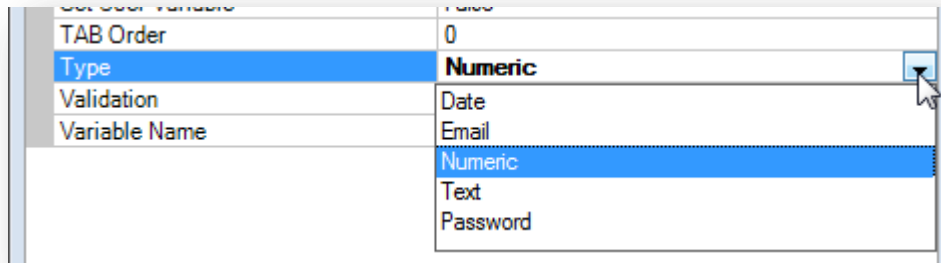 TAB Order 0
Type Numeric
Validation Date
Variable Name Email
Numeric
Text
Password